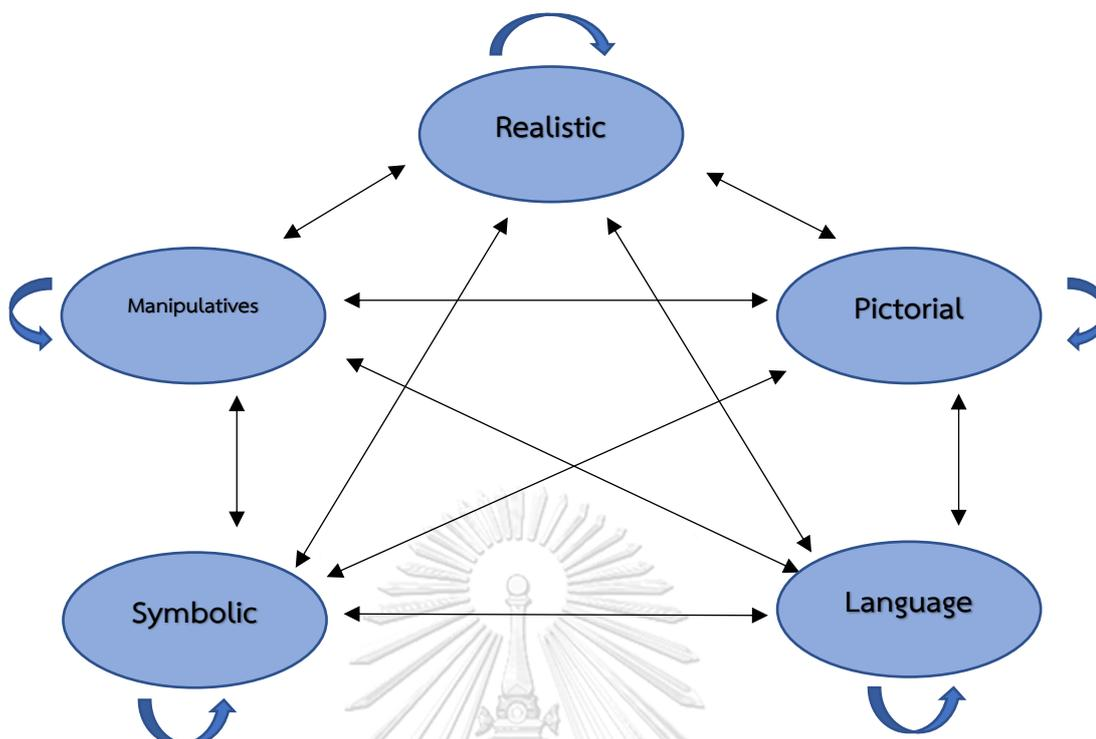 Realistic
Manipulatives
Pictorial
Symbolic
Language